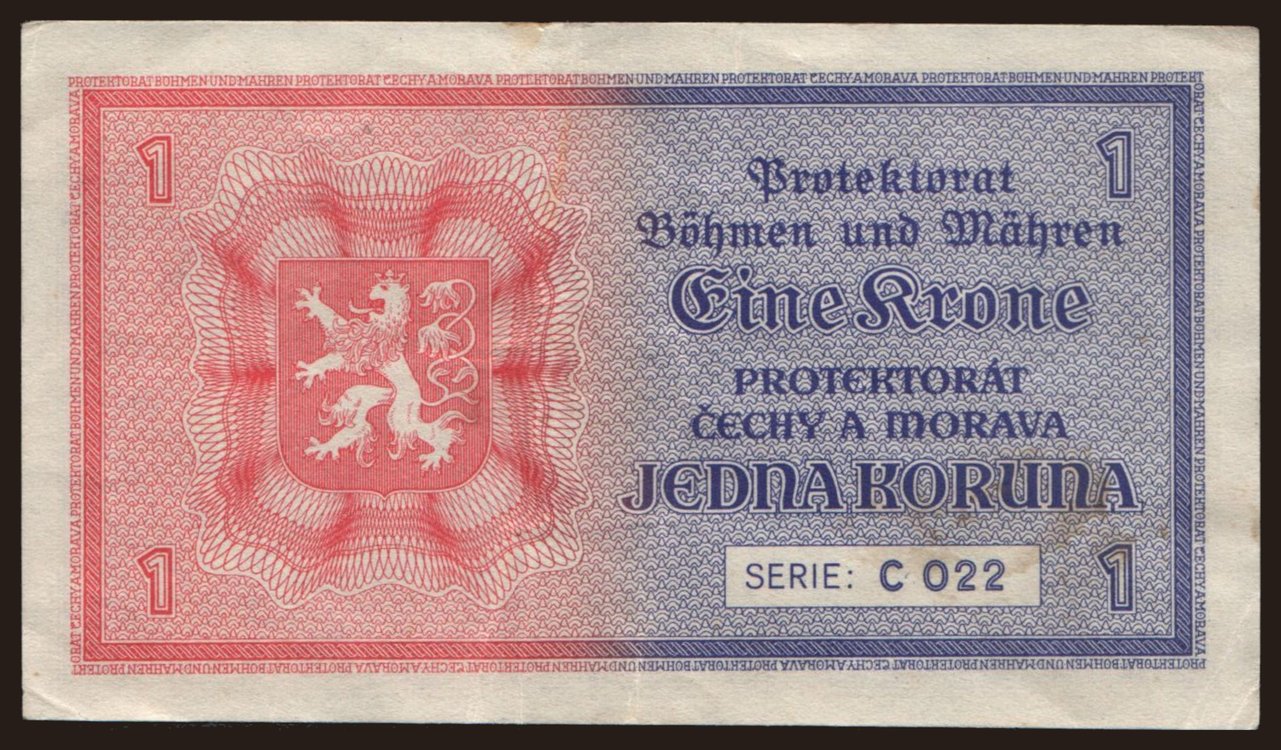 PROTEKTORAT BÖHMEN UND MÄHREN PROTEKTORAT ČECHY A MORAVA PROTEKTORAT BÖHMEN UND MÄHREN PROTEKTORAT ČECHY A MORAVA PROTEKTORAT BÖHMEN UND MÄHREN PROTEKT
1
1
Protektorat
Böhmen und Mähren
Eine Krone
PROTEKTORÁT
ČECHY A MORAVA
JEDNA KORUNA
SERIE: C 022
1
1